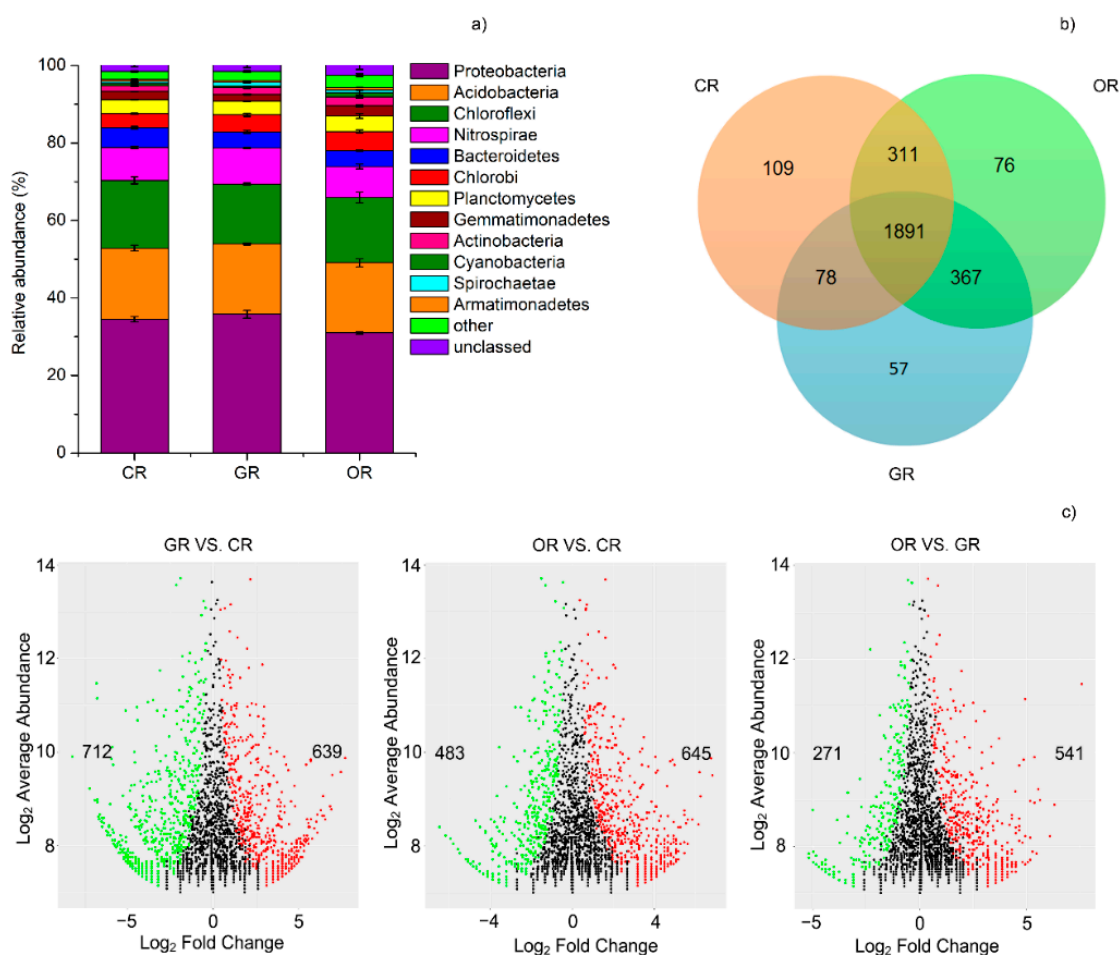 a)
Relative abundance (%)
100
80
60
40
20
0
CR
GR
OR
Proteobacteria
Acidobacteria
Chloroflexi
Nitrospirae
Bacteroidetes
Chlorobi
Planctomycetes
Gemmatimonadetes
Actinobacteria
Cyanobacteria
Spirochaetae
Armatimonadetes
other
unclassed
b)
CR
OR
109
311
76
1891
78
367
57
GR
c)
GR VS. CR
Log2 Average Abundance
14
12
10
8
712
639
−5
0
5
Log2 Fold Change
OR VS. CR
Log2 Average Abundance
14
12
10
8
483
645
−4
0
4
Log2 Fold Change
OR VS. GR
Log2 Average Abundance
14
12
10
8
271
541
−5
0
5
Log2 Fold Change